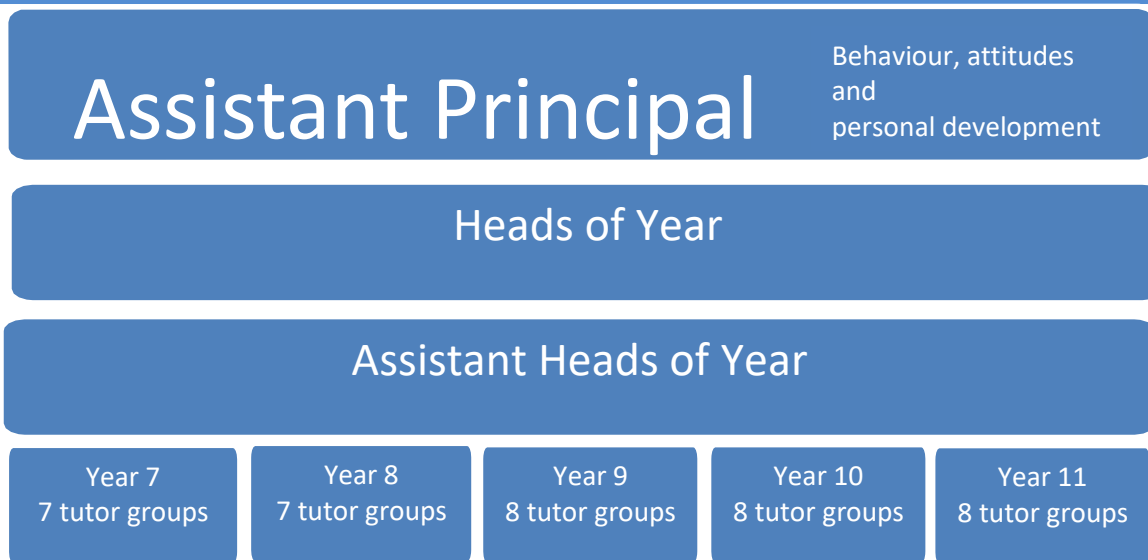 Assistant Principal
Behaviour, attitudes
and
personal development
Heads of Year
Assistant Heads of Year
Year 7
7 tutor groups
Year 8
7 tutor groups
Year 9
8 tutor groups
Year 10
8 tutor groups
Year 11
8 tutor groups